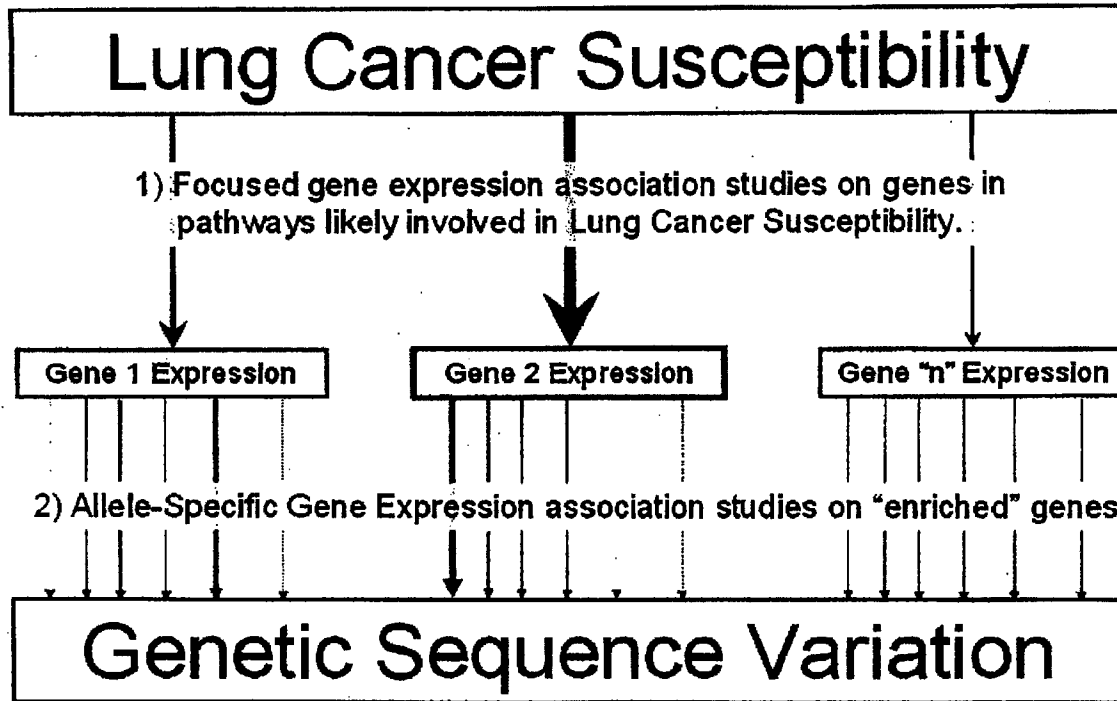 Lung Cancer Susceptibility
1) Focused gene expression association studies on genes in
pathways likely involved in Lung Cancer Susceptibility.
Gene 1 Expression
Gene 2 Expression
Gene "n" Expression
2) Allele-Specific Gene Expression association studies on "enriched" genes
Genetic Sequence Variation